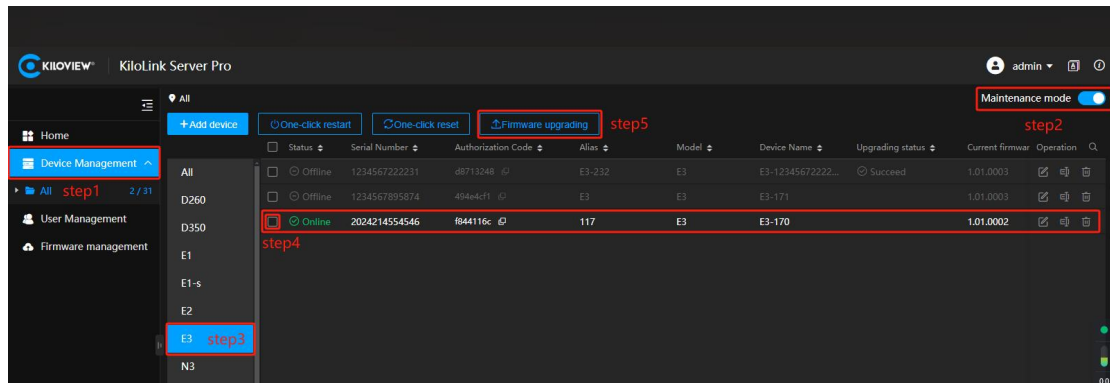 KILOVIEW KiloLink Server Pro admin
All Maintenance mode
step2
Home
+Add device One-click restart One-click reset Firmware upgrading step5
Status Serial Number Authorization Code Alias Model Device Name Upgrading status Current firmwar Operation
Device Management
All step1 2 / 31
User Management
Firmware management
All
D260
D350
E1
E1-s
E2
E3 step3
N3
Offline 1234567222231 d8713248 E3-232 E3 E3-12345672222... Succeed 1.01.0003
Offline 1234567895874 494e4cf1 E3 E3 E3-171 1.01.0003
Online 2024214554546 f844116c 117 E3 E3-170 1.01.0002
step4